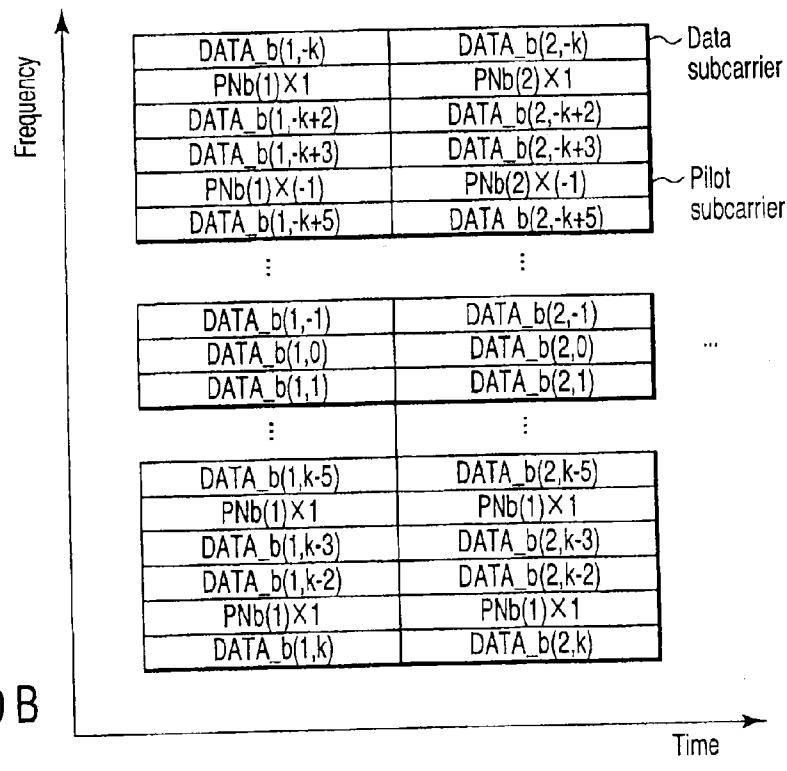 Frequency
DATA_b(1,-k) DATA_b(2,-k) Data subcarrier
PNb(1)×1 PNb(2)×1
DATA_b(1,-k+2) DATA_b(2,-k+2)
DATA_b(1,-k+3) DATA_b(2,-k+3)
PNb(1)×(-1) PNb(2)×(-1) Pilot subcarrier
DATA_b(1,-k+5) DATA_b(2,-k+5)
⋮ ⋮
DATA_b(1,-1) DATA_b(2,-1)
DATA_b(1,0) DATA_b(2,0) ...
DATA_b(1,1) DATA_b(2,1)
⋮ ⋮
DATA_b(1,k-5) DATA_b(2,k-5)
PNb(1)×1 PNb(1)×1
DATA_b(1,k-3) DATA_b(2,k-3)
DATA_b(1,k-2) DATA_b(2,k-2)
PNb(1)×1 PNb(1)×1
DATA_b(1,k) DATA_b(2,k)
B
Time